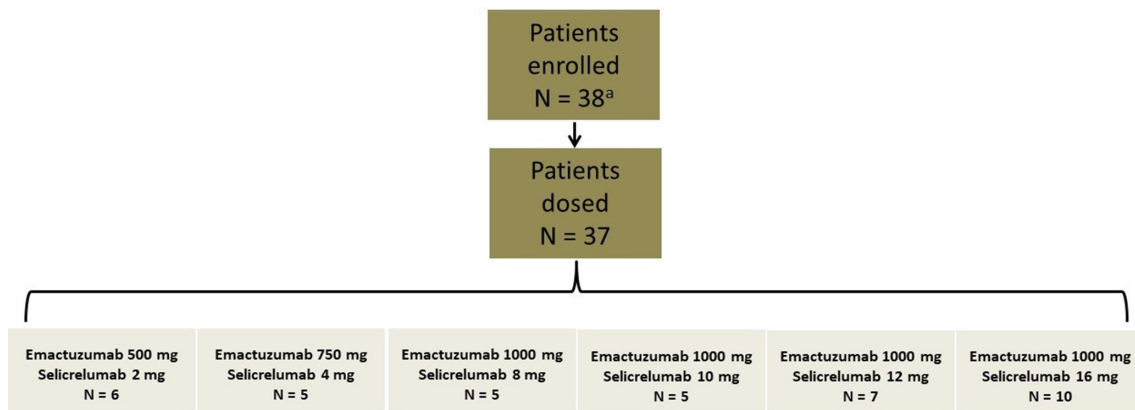 Patients
enrolled
N = 38ᵃ
Patients
dosed
N = 37
Emactuzumab 500 mg
Selicrelumab 2 mg
N = 6
Emactuzumab 750 mg
Selicrelumab 4 mg
N = 5
Emactuzumab 1000 mg
Selicrelumab 8 mg
N = 5
Emactuzumab 1000 mg
Selicrelumab 10 mg
N = 5
Emactuzumab 1000 mg
Selicrelumab 12 mg
N = 7
Emactuzumab 1000 mg
Selicrelumab 16 mg
N = 10